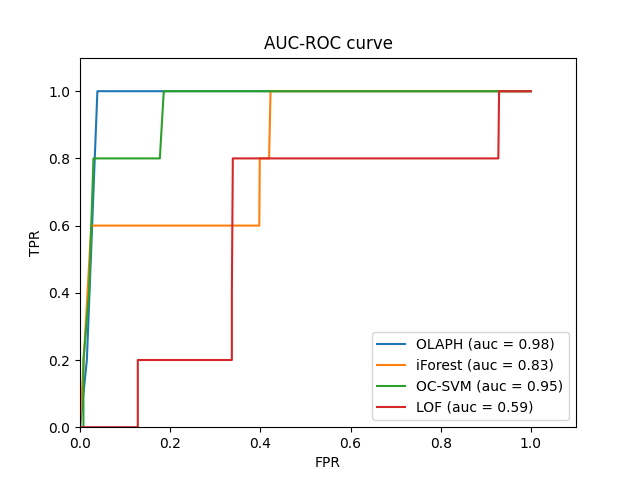 AUC-ROC curve
TPR
1.0
0.8
0.6
0.4
0.2
0.0
0.0 0.2 0.4 0.6 0.8 1.0
FPR
OLAPH (auc = 0.98)
iForest (auc = 0.83)
OC-SVM (auc = 0.95)
LOF (auc = 0.59)